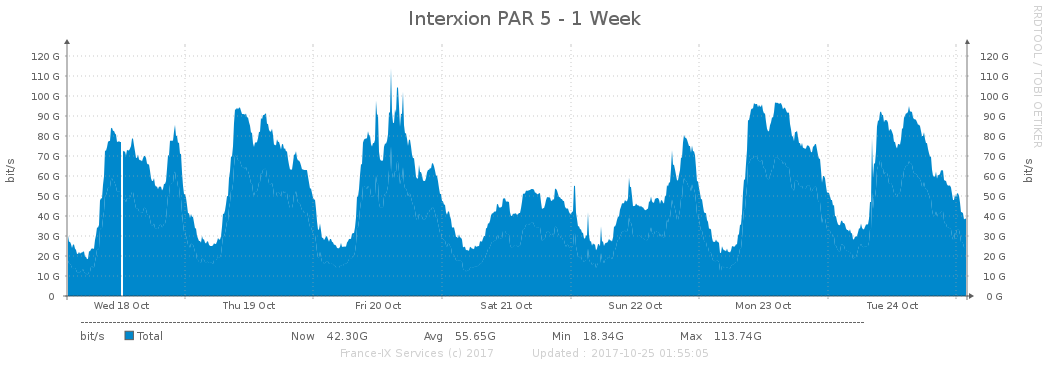 Interxion PAR 5 - 1 Week
RRDTOOL / TOBI OETIKER
bit/s
120 G 120 G
110 G 110 G
100 G 100 G
90 G 90 G
80 G 80 G
70 G 70 G
60 G 60 G
50 G 50 G
40 G 40 G
30 G 30 G
20 G 20 G
10 G 10 G
0 0 G
bit/s
Wed 18 Oct Thu 19 Oct Fri 20 Oct Sat 21 Oct Sun 22 Oct Mon 23 Oct Tue 24 Oct
bit/s Total Now 42.30G Avg 55.65G Min 18.34G Max 113.74G
France-IX Services (c) 2017 Updated : 2017-10-25 01:55:05